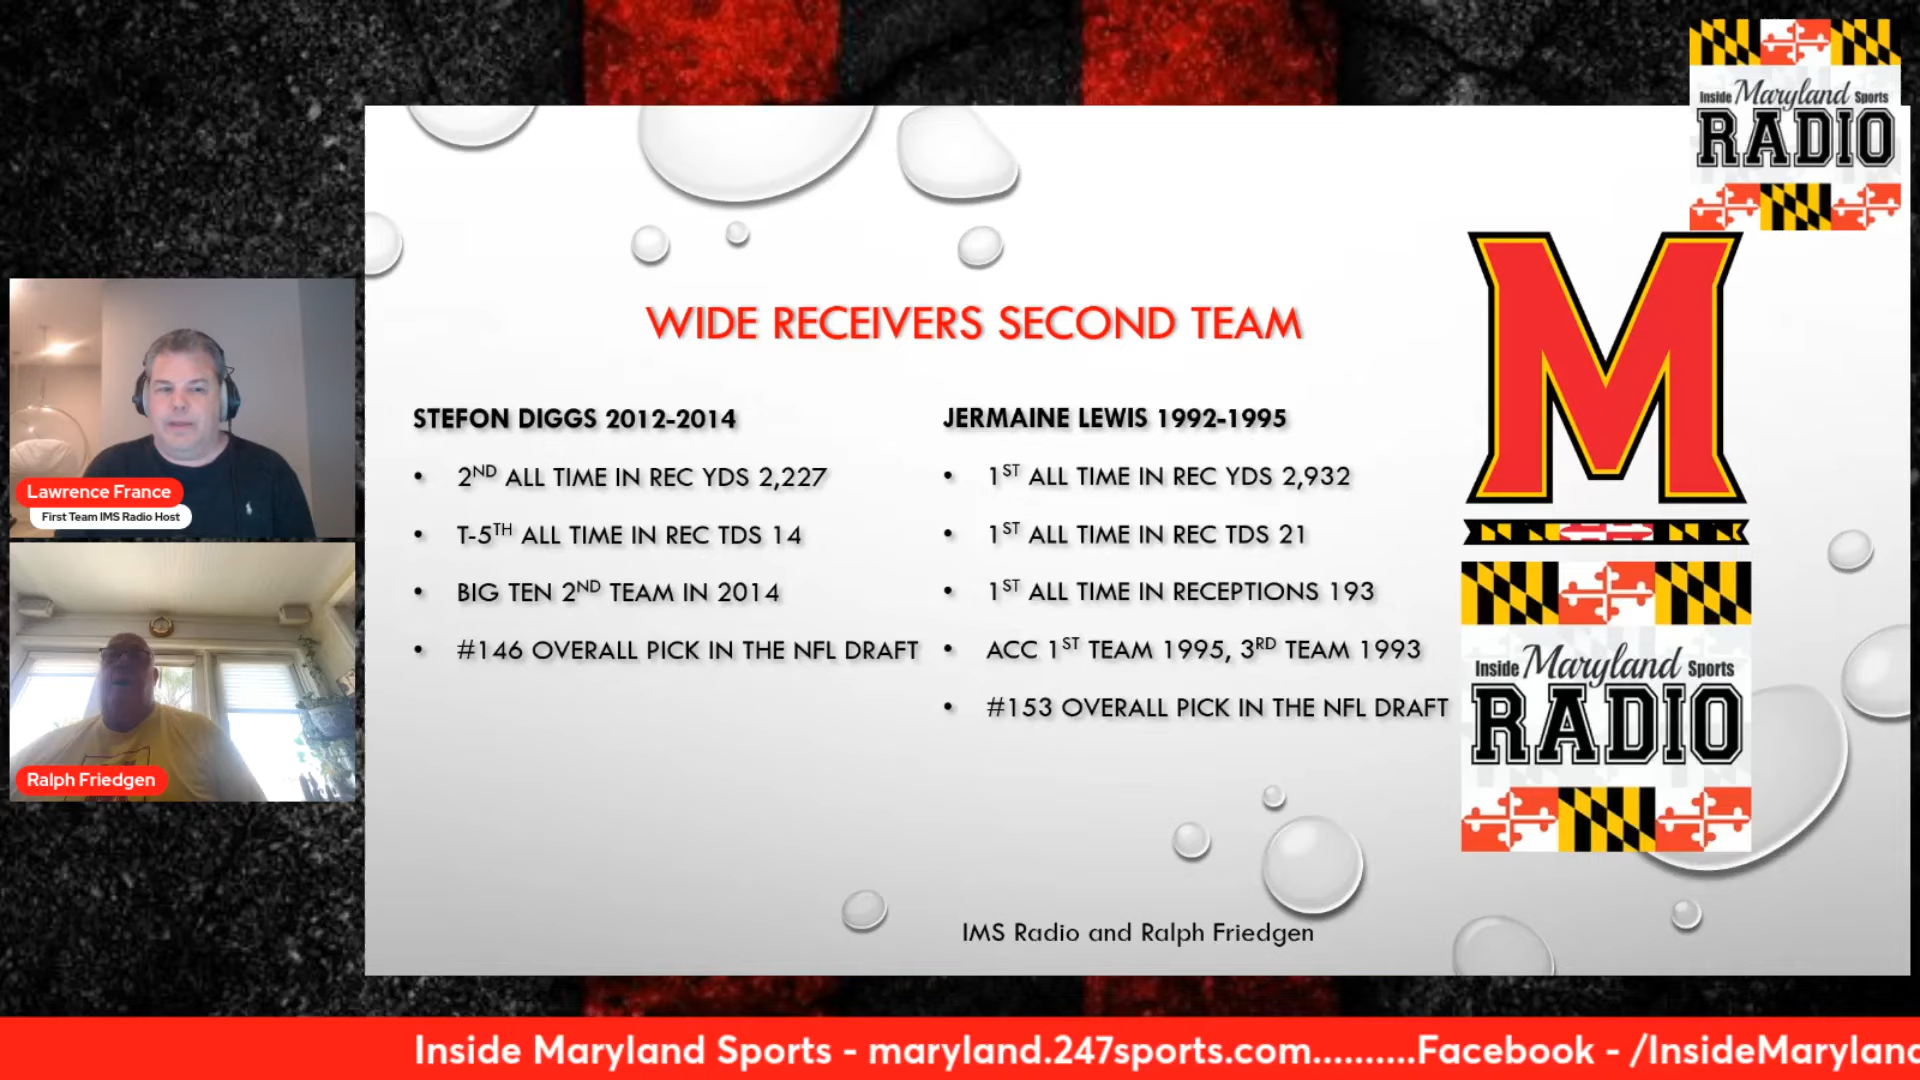 Inside Maryland Sports
RADIO
WIDE RECEIVERS SECOND TEAM
STEFON DIGGS 2012-2014
• 2ND ALL TIME IN REC YDS 2,227
• T-5TH ALL TIME IN REC TDS 14
• BIG TEN 2ND TEAM IN 2014
• #146 OVERALL PICK IN THE NFL DRAFT
JERMAINE LEWIS 1992-1995
• 1ST ALL TIME IN REC YDS 2,932
• 1ST ALL TIME IN REC TDS 21
• 1ST ALL TIME IN RECEPTIONS 193
• ACC 1ST TEAM 1995, 3RD TEAM 1993
• #153 OVERALL PICK IN THE NFL DRAFT
M
Inside Maryland Sports
RADIO
Lawrence France
First Team IMS Radio Host
Ralph Friedgen
IMS Radio and Ralph Friedgen
Inside Maryland Sports - maryland.247sports.com..........Facebook - /InsideMaryland